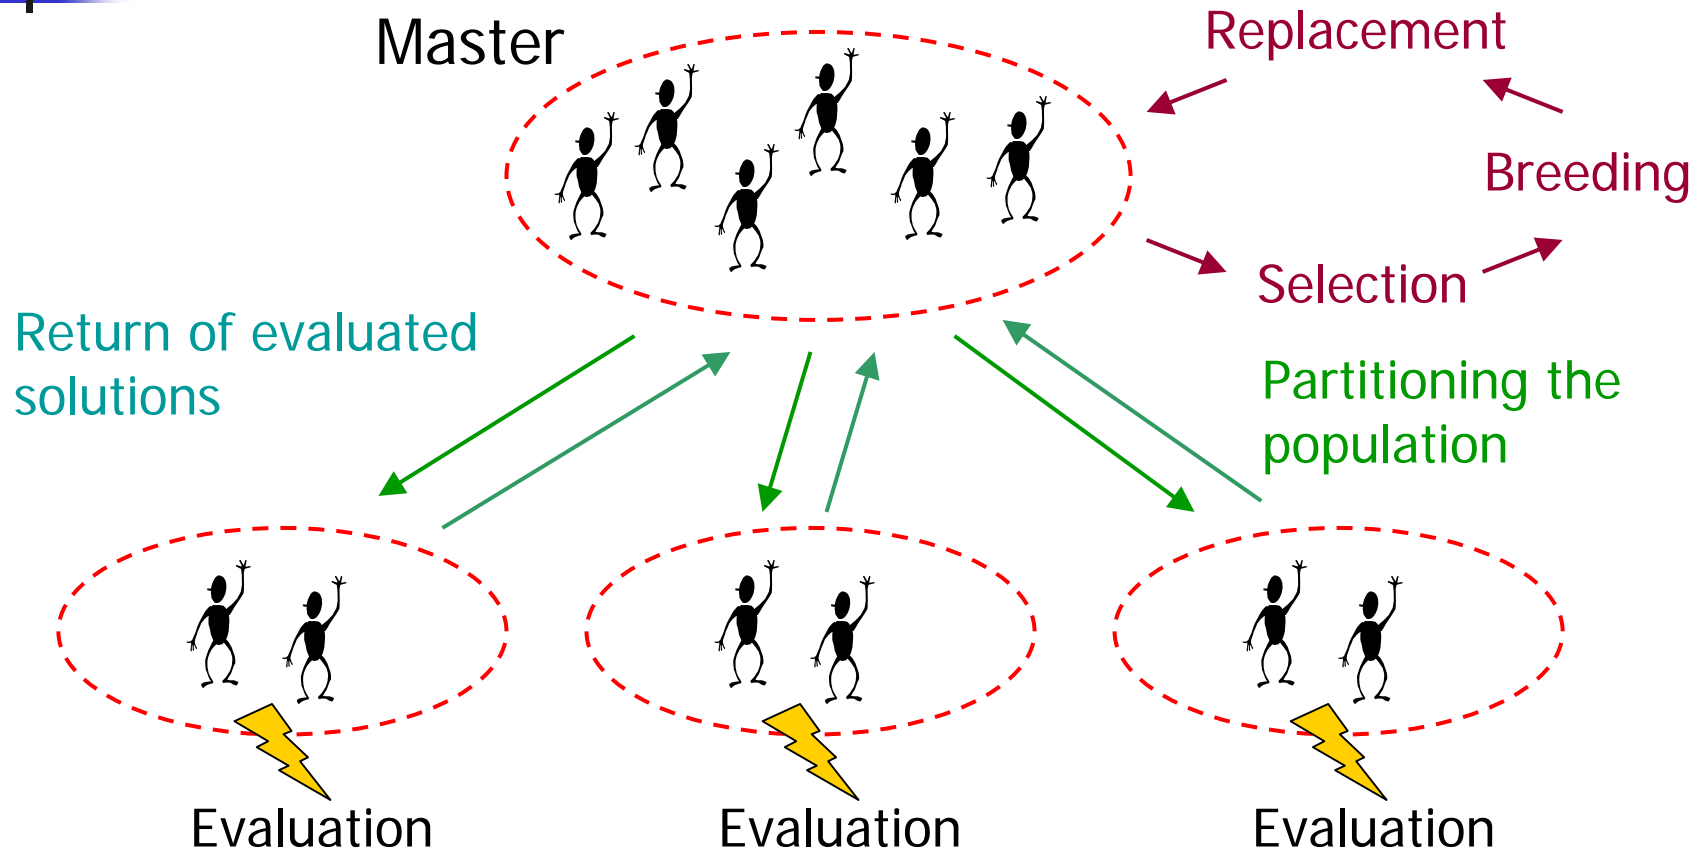 Master
Replacement
Breeding
Selection
Return of evaluated
solutions
Partitioning the
population
Evaluation
Evaluation
Evaluation